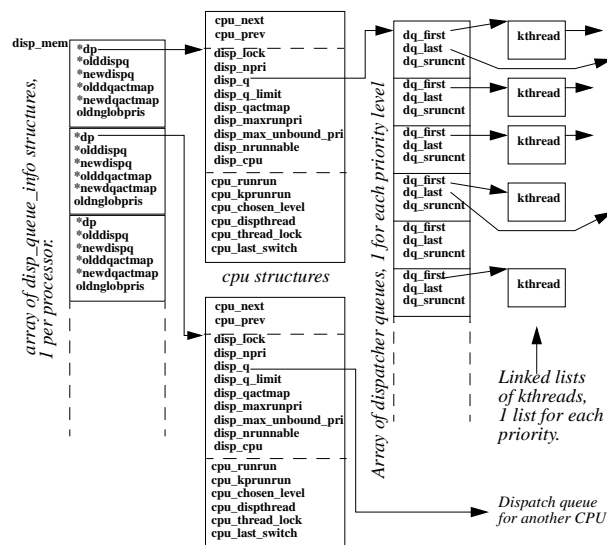 disp_mem
*dp
*olddispq
*newdispq
*olddqactmap
*newdqactmap
oldnglobpris
*dp
*olddispq
*newdispq
*olddqactmap
*newdqactmap
oldnglobpris
*dp
*olddispq
*newdispq
*olddqactmap
*newdqactmap
oldnglobpris
array of disp_queue_info structures,
1 per processor.
cpu_next
cpu_prev
disp_lock
disp_npri
disp_q
disp_q_limit
disp_qactmap
disp_maxrunpri
disp_max_unbound_pri
disp_nrunnable
disp_cpu
cpu_runrun
cpu_kprunrun
cpu_chosen_level
cpu_dispthread
cpu_thread_lock
cpu_last_switch
cpu structures
cpu_next
cpu_prev
disp_lock
disp_npri
disp_q
disp_q_limit
disp_qactmap
disp_maxrunpri
disp_max_unbound_pri
disp_nrunnable
disp_cpu
cpu_runrun
cpu_kprunrun
cpu_chosen_level
cpu_dispthread
cpu_thread_lock
cpu_last_switch
Array of dispatcher queues, 1 for each priority level
dq_first
dq_last
dq_sruncnt
dq_first
dq_last
dq_sruncnt
dq_first
dq_last
dq_sruncnt
dq_first
dq_last
dq_sruncnt
dq_first
dq_last
dq_sruncnt
dq_first
dq_last
dq_sruncnt
kthread
kthread
kthread
kthread
kthread
Linked lists
of kthreads,
1 list for each
priority.
Dispatch queue
for another CPU